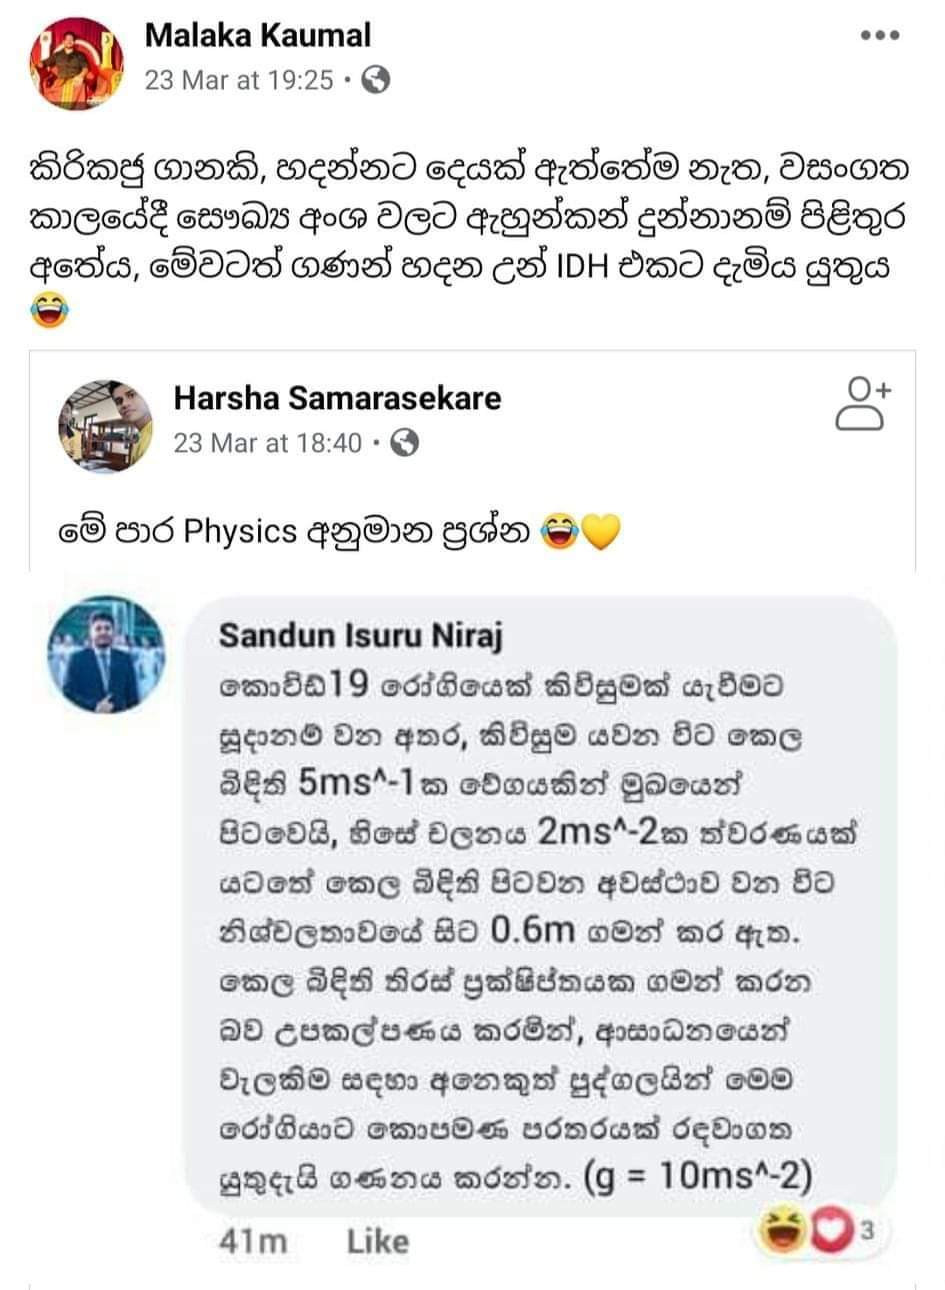 Malaka Kaumal
23 Mar at 19:25 ·
කිරිකජු ගානකි, හදන්නට දෙයක් ඇත්තේම නැත, වසංගත
කාලයේදී සෞඛ්‍ය අංශ වලට ඇහුන්කන් දුන්නානම් පිළිතුර
අතේය, මේවටත් ගණන් හදන උන් IDH එකට දැමිය යුතුය
😂
Harsha Samarasekare
23 Mar at 18:40 ·
මේ පාර Physics අනුමාන ප්‍රශ්න 😂💛
Sandun Isuru Niraj
කොවිඩ්19 රෝගියෙක් කිවිසුමක් යැවීමට
සූදානම් වන අතර, කිවිසුම යවන විට කෙල
බිඳිති 5ms^-1ක වේගයකින් මුඛයෙන්
පිටවෙයි, හිසේ චලනය 2ms^-2ක ත්වරණයක්
යටතේ කෙල බිඳිති පිටවන අවස්ථාව වන විට
නිශ්චලතාවයේ සිට 0.6m ගමන් කර ඇත.
කෙල බිඳිති තිරස් ප්‍රක්ෂිප්තයක ගමන් කරන
බව උපකල්පණය කරමින්, ආසාධනයෙන්
වැලකිම සඳහා අනෙකුත් පුද්ගලයින් මෙම
රෝගියාට කොපමණ පරතරයක් රඳවාගත
යුතුදැයි ගණනය කරන්න. (g = 10ms^-2)
41m Like 3